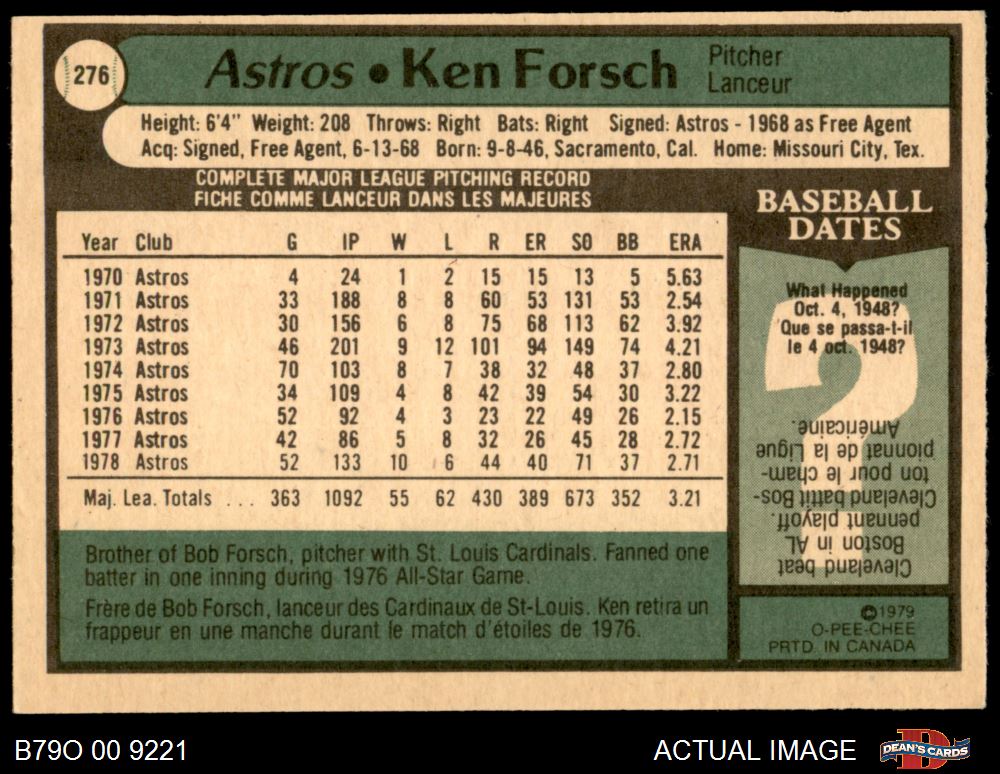 276
Astros • Ken Forsch
Pitcher
Lanceur
Height: 6'4" Weight: 208 Throws: Right Bats: Right Signed: Astros - 1968 as Free Agent
Acq: Signed, Free Agent, 6-13-68 Born: 9-8-46, Sacramento, Cal. Home: Missouri City, Tex.
COMPLETE MAJOR LEAGUE PITCHING RECORD
FICHE COMME LANCEUR DANS LES MAJEURES
Year Club G IP W L R ER SO BB ERA
1970 Astros 4 24 1 2 15 15 13 5 5.63
1971 Astros 33 188 8 8 60 53 131 53 2.54
1972 Astros 30 156 6 8 75 68 113 62 3.92
1973 Astros 46 201 9 12 101 94 149 74 4.21
1974 Astros 70 103 8 7 38 32 48 37 2.80
1975 Astros 34 109 4 8 42 39 54 30 3.22
1976 Astros 52 92 4 3 23 22 49 26 2.15
1977 Astros 42 86 5 8 32 26 45 28 2.72
1978 Astros 52 133 10 6 44 40 71 37 2.71
Maj. Lea. Totals ... 363 1092 55 62 430 389 673 352 3.21
Brother of Bob Forsch, pitcher with St. Louis Cardinals. Fanned one
batter in one inning during 1976 All-Star Game.
Frère de Bob Forsch, lanceur des Cardinaux de St-Louis. Ken retira un
frappeur en une manche durant le match d'étoiles de 1976.
BASEBALL
DATES
What Happened
Oct. 4, 1948?
Que se passa-t-il
le 4 oct. 1948?
Cleveland beat
Boston in AL
pennant playoff.
Cleveland battit Bos-
ton pour le cham-
pionnat de la Ligue
Américaine.
©1979
O-PEE-CHEE
PRTD. IN CANADA
B79O 00 9221
ACTUAL IMAGE
DEAN'S CARDS